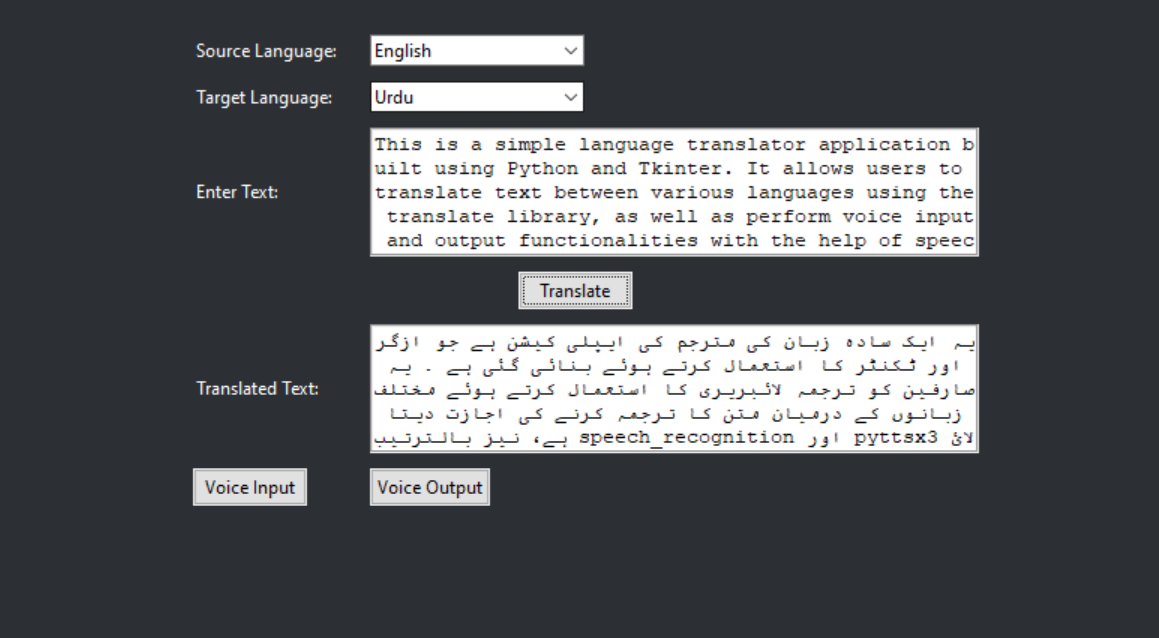 Source Language:
English
Target Language:
Urdu
Enter Text:
This is a simple language translator application b
uilt using Python and Tkinter. It allows users to
translate text between various languages using the
translate library, as well as perform voice input
and output functionalities with the help of speec
Translate
Translated Text:
یہ ایک سادہ زبان کی مترجم کی ایپلی کیشن ہے جو ازگر
اور ٹکنٹر کا استعمال کرتے ہوئے بنائی گئی ہے . یہ
صارفین کو ترجمہ لائبریری کا استعمال کرتے ہوئے مختلف
زبانوں کے درمیان متن کا ترجمہ کرنے کی اجازت دیتا
ہے، نیز بالترتیب speech_recognition اور pyttsx3 لائ
Voice Input
Voice Output